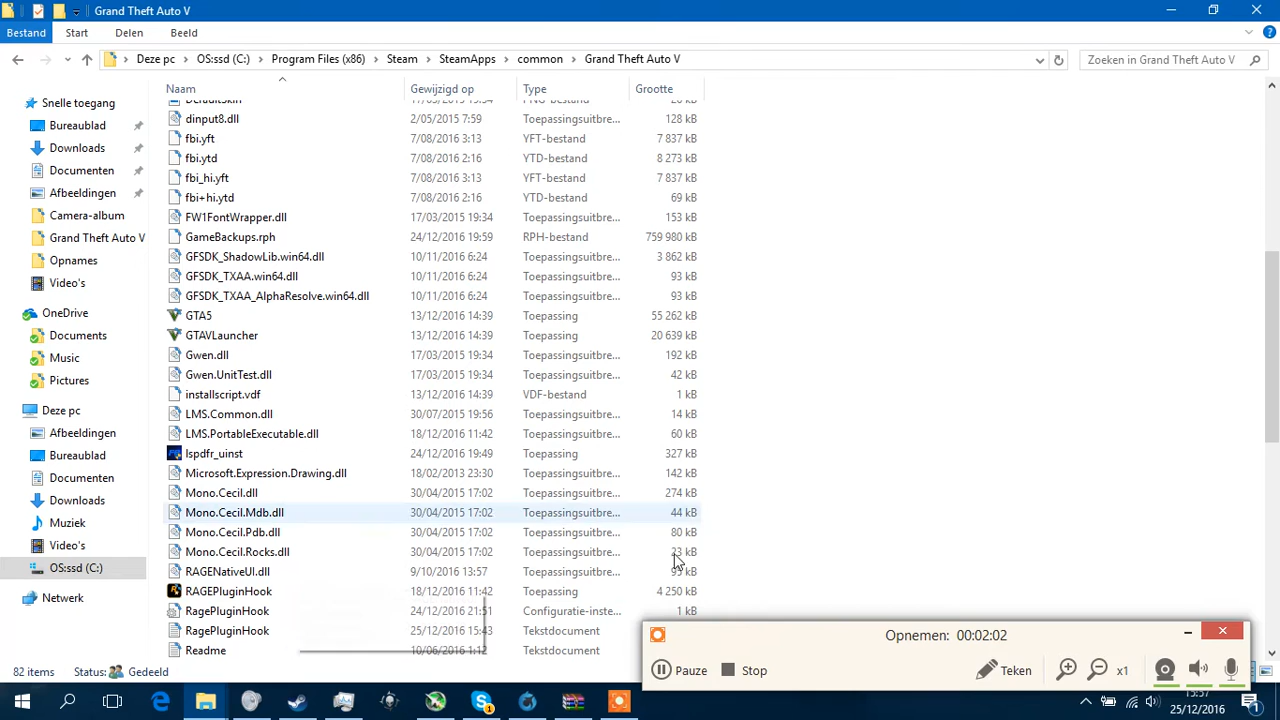 Grand Theft Auto V
Bestand Start Delen Beeld
Deze pc OS:ssd (C:) Program Files (x86) Steam SteamApps common Grand Theft Auto V Zoeken in Grand Theft Auto V
Naam Gewijzigd op Type Grootte
Snelle toegang
Bureaublad
Downloads
Documenten
Afbeeldingen
Camera-album
Grand Theft Auto V
Opnames
Video's
OneDrive
Documents
Music
Pictures
Deze pc
Afbeeldingen
Bureaublad
Documenten
Downloads
Muziek
Video's
OS:ssd (C:)
Netwerk
dinput8.dll 2/05/2015 7:59 Toepassingsuitbre... 128 kB
fbi.yft 7/08/2016 3:13 YFT-bestand 7 837 kB
fbi.ytd 7/08/2016 2:16 YTD-bestand 8 273 kB
fbi_hi.yft 7/08/2016 3:13 YFT-bestand 7 837 kB
fbi+hi.ytd 7/08/2016 2:16 YTD-bestand 69 kB
FW1FontWrapper.dll 17/03/2015 19:34 Toepassingsuitbre... 153 kB
GameBackups.rph 24/12/2016 19:59 RPH-bestand 759 980 kB
GFSDK_ShadowLib.win64.dll 10/11/2016 6:24 Toepassingsuitbre... 3 862 kB
GFSDK_TXAA.win64.dll 10/11/2016 6:24 Toepassingsuitbre... 93 kB
GFSDK_TXAA_AlphaResolve.win64.dll 10/11/2016 6:24 Toepassingsuitbre... 93 kB
GTA5 13/12/2016 14:39 Toepassing 55 262 kB
GTAVLauncher 13/12/2016 14:39 Toepassing 20 639 kB
Gwen.dll 17/03/2015 19:34 Toepassingsuitbre... 192 kB
Gwen.UnitTest.dll 17/03/2015 19:34 Toepassingsuitbre... 42 kB
installscript.vdf 13/12/2016 14:39 VDF-bestand 1 kB
LMS.Common.dll 30/07/2015 19:56 Toepassingsuitbre... 14 kB
LMS.PortableExecutable.dll 18/12/2016 11:42 Toepassingsuitbre... 60 kB
lspdfr_uinst 24/12/2016 19:49 Toepassing 327 kB
Microsoft.Expression.Drawing.dll 18/02/2013 23:30 Toepassingsuitbre... 142 kB
Mono.Cecil.dll 30/04/2015 17:02 Toepassingsuitbre... 274 kB
Mono.Cecil.Mdb.dll 30/04/2015 17:02 Toepassingsuitbre... 44 kB
Mono.Cecil.Pdb.dll 30/04/2015 17:02 Toepassingsuitbre... 80 kB
Mono.Cecil.Rocks.dll 30/04/2015 17:02 Toepassingsuitbre... 23 kB
RAGENativeUI.dll 9/10/2016 13:57 Toepassingsuitbre... kB
RAGEPluginHook 18/12/2016 11:42 Toepassing 4 250 kB
RagePluginHook 24/12/2016 21:51 Configuratie-inste... 1 kB
RagePluginHook 25/12/2016 15:43 Tekstdocument
Readme 10/06/2016 1:12 Tekstdocument
82 items Status: Gedeeld
Opnemen: 00:02:02
Pauze Stop Teken x1
15:57
25/12/2016